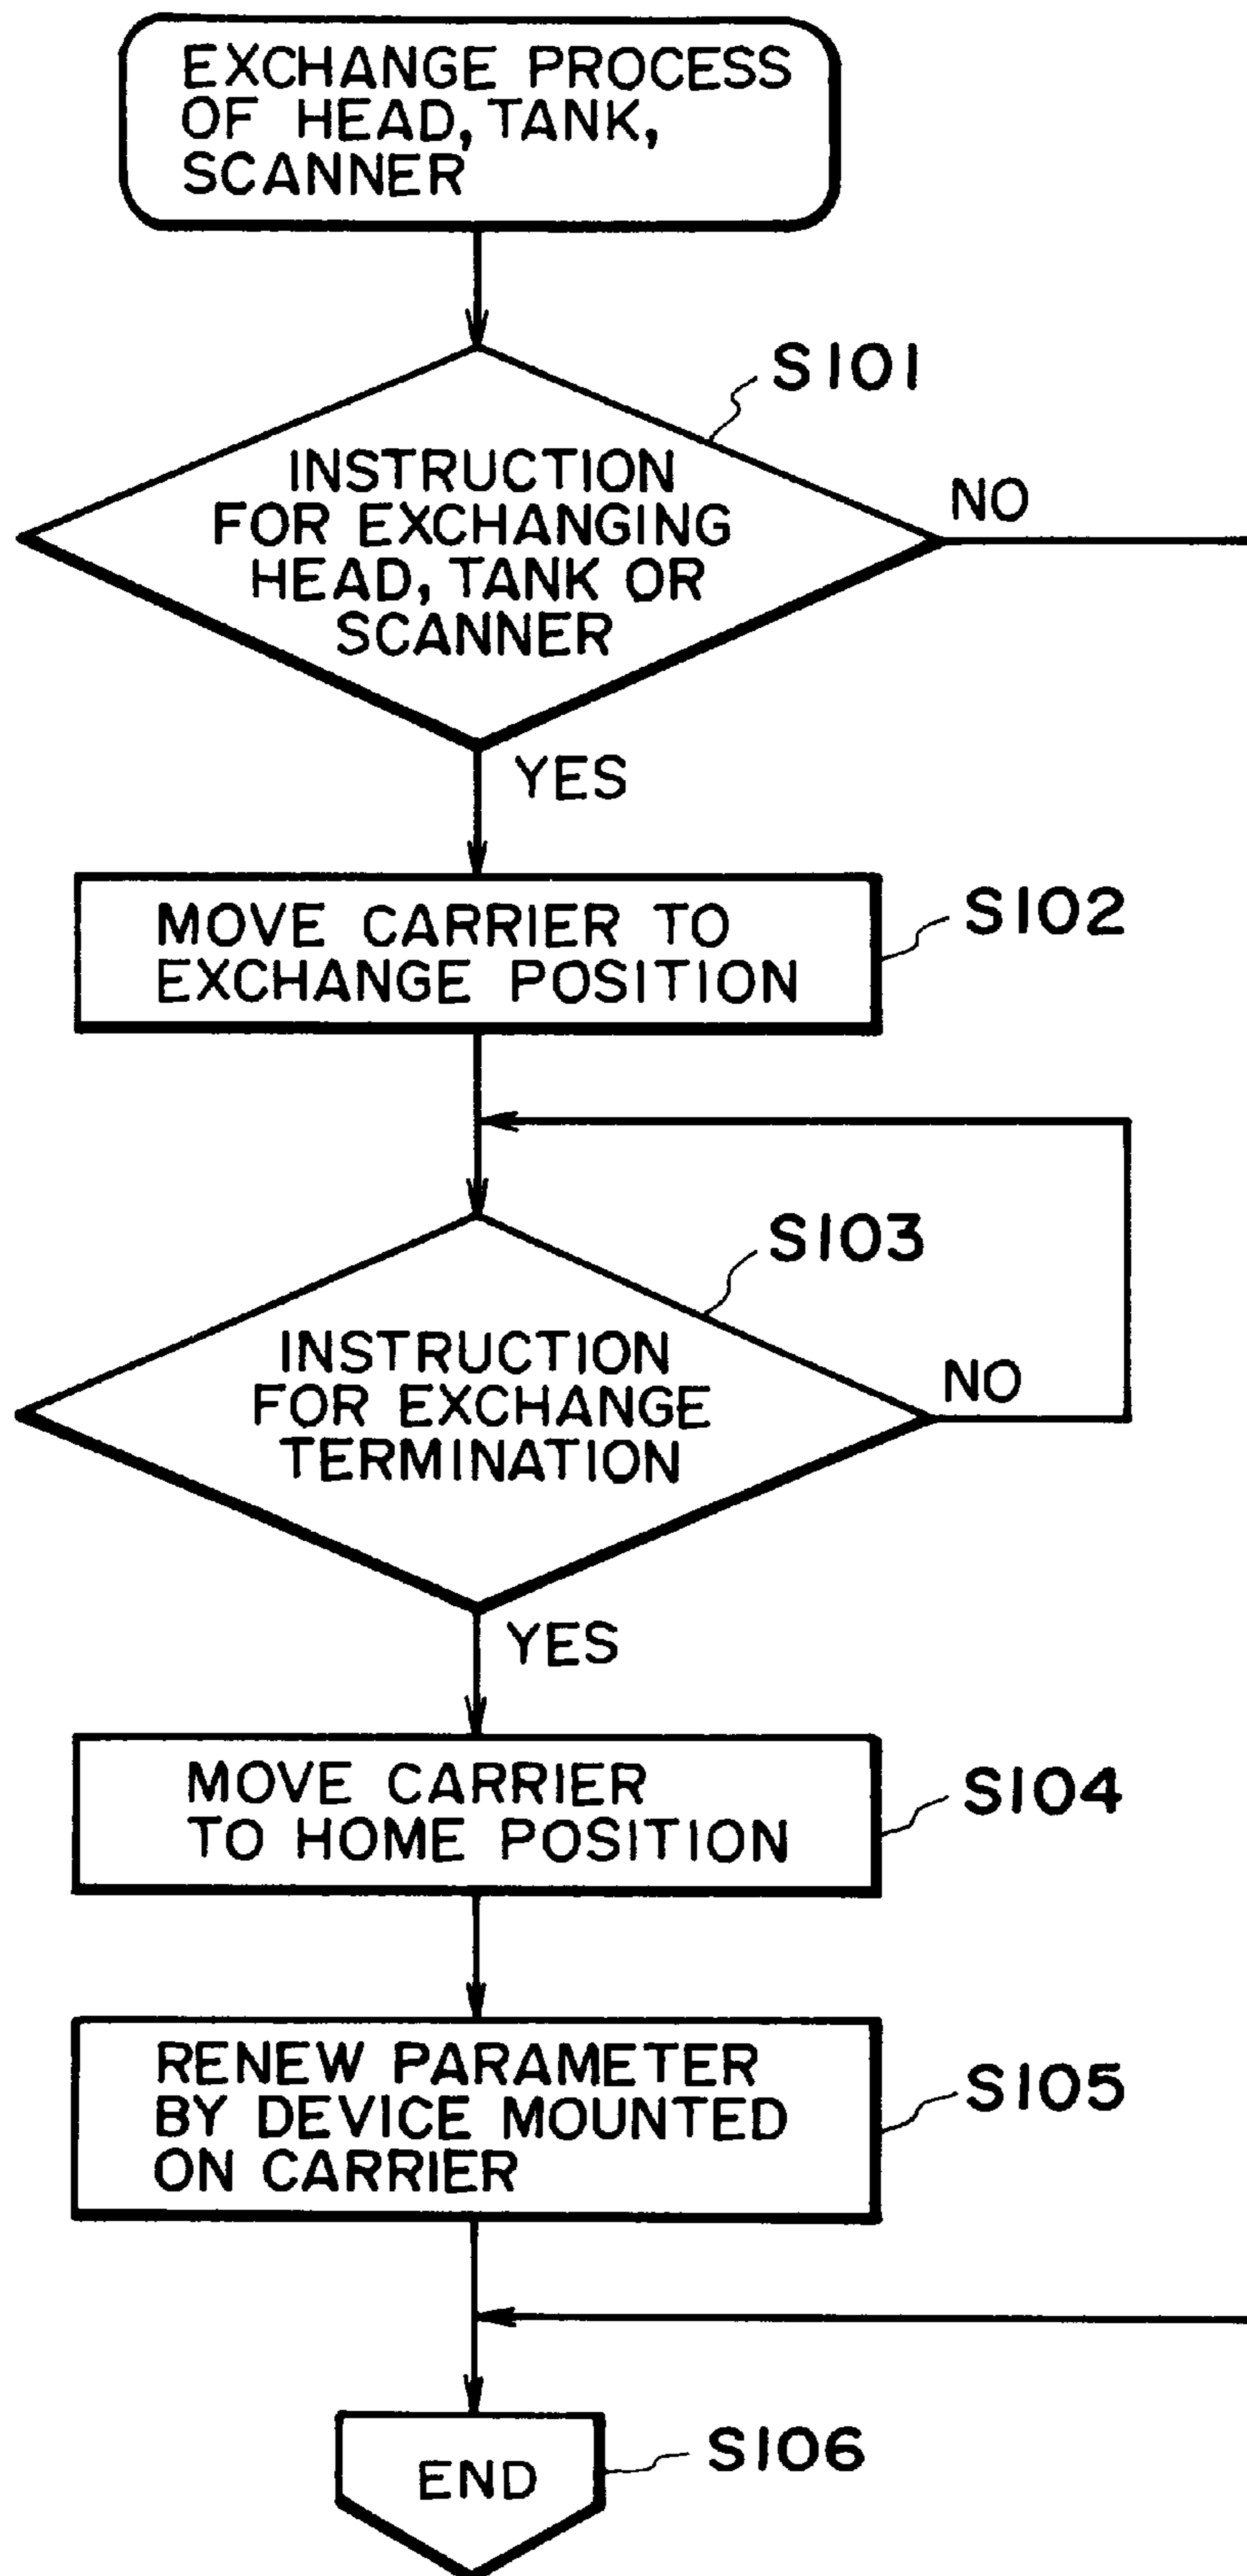 EXCHANGE PROCESS
OF HEAD, TANK,
SCANNER
S101
INSTRUCTION
FOR EXCHANGING
HEAD, TANK OR
SCANNER
NO
YES
S102
MOVE CARRIER TO
EXCHANGE POSITION
S103
INSTRUCTION
FOR EXCHANGE
TERMINATION
NO
YES
S104
MOVE CARRIER
TO HOME POSITION
S105
RENEW PARAMETER
BY DEVICE MOUNTED
ON CARRIER
S106
END